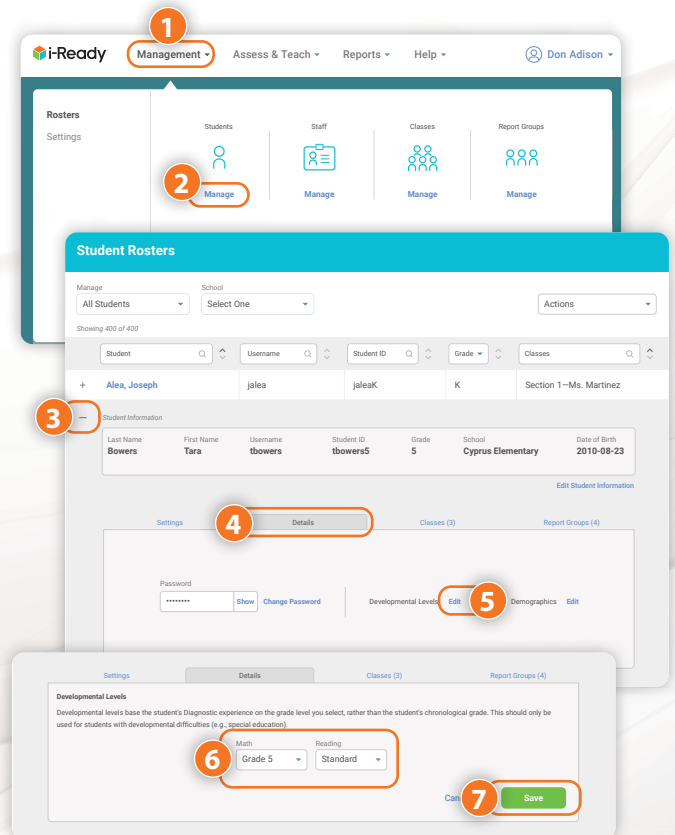 1
i-Ready Management Assess & Teach Reports Help Don Adison
Rosters
Settings
Students Staff Classes Report Groups
2
Manage Manage Manage Manage
Student Rosters
Manage School
All Students Select One Actions
Showing 400 of 400
Student Username Student ID Grade Classes
+ Alea, Joseph jalea jaleaK K Section 1—Ms. Martinez
3
— Student Information
Last Name First Name Username Student ID Grade School Date of Birth
Bowers Tara tbowers tbowers5 5 Cyprus Elementary 2010-08-23
Edit Student Information
Settings 4 Details Classes (3) Report Groups (4)
Password
•••••••• Show Change Password Developmental Levels Edit 5 Demographics Edit
Settings Details Classes (3) Report Groups (4)
Developmental Levels
Developmental levels base the student's Diagnostic experience on the grade level you select, rather than the student's chronological grade. This should only be
used for students with developmental difficulties (e.g., special education).
Math Reading
6 Grade 5 Standard
7 Save